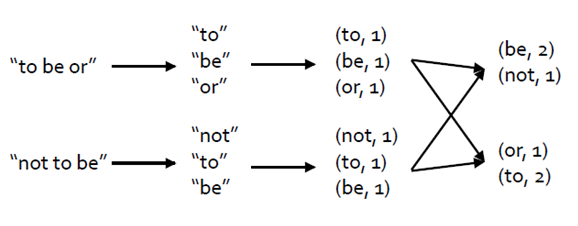 “to be or”
“to”
“be”
“or”
(to, 1)
(be, 1)
(or, 1)
“not to be”
“not”
“to”
“be”
(not, 1)
(to, 1)
(be, 1)
(be, 2)
(not, 1)
(or, 1)
(to, 2)